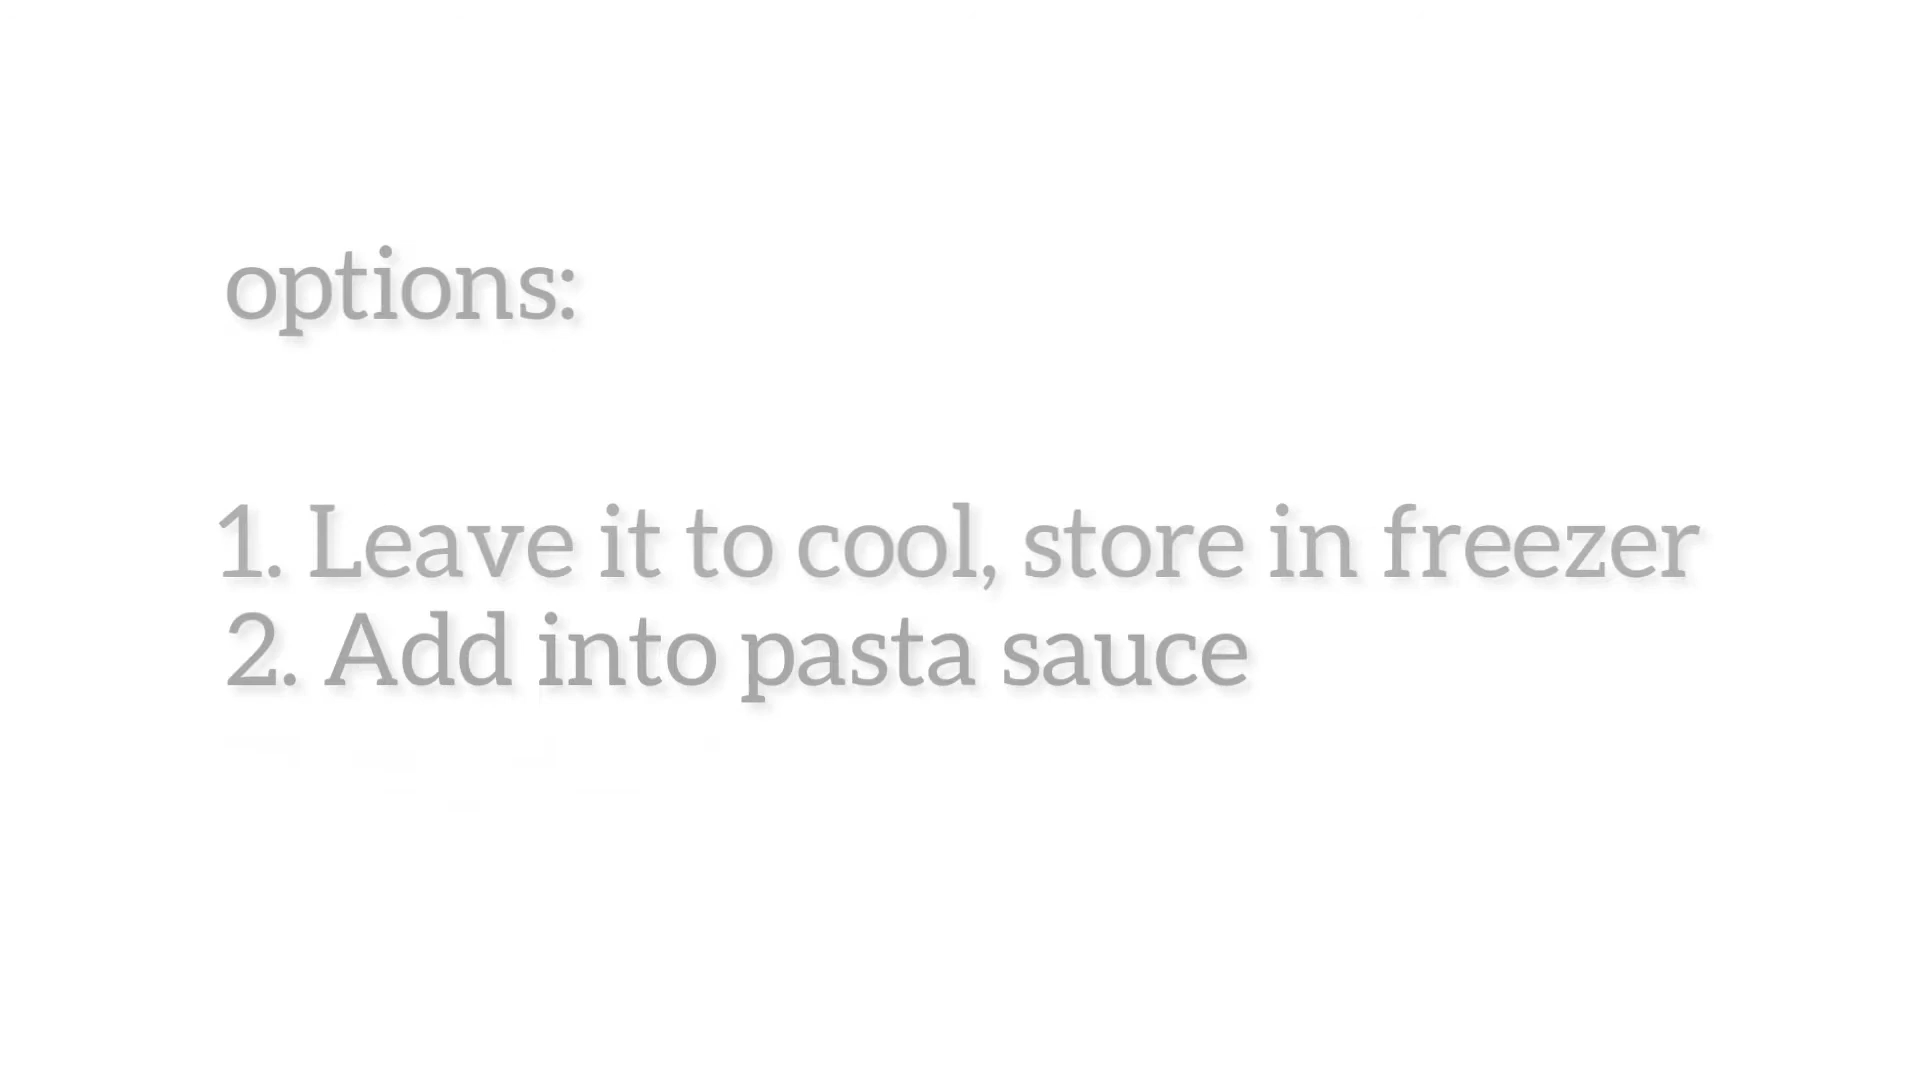 options:
1. Leave it to cool, store in freezer
2. Add into pasta sauce